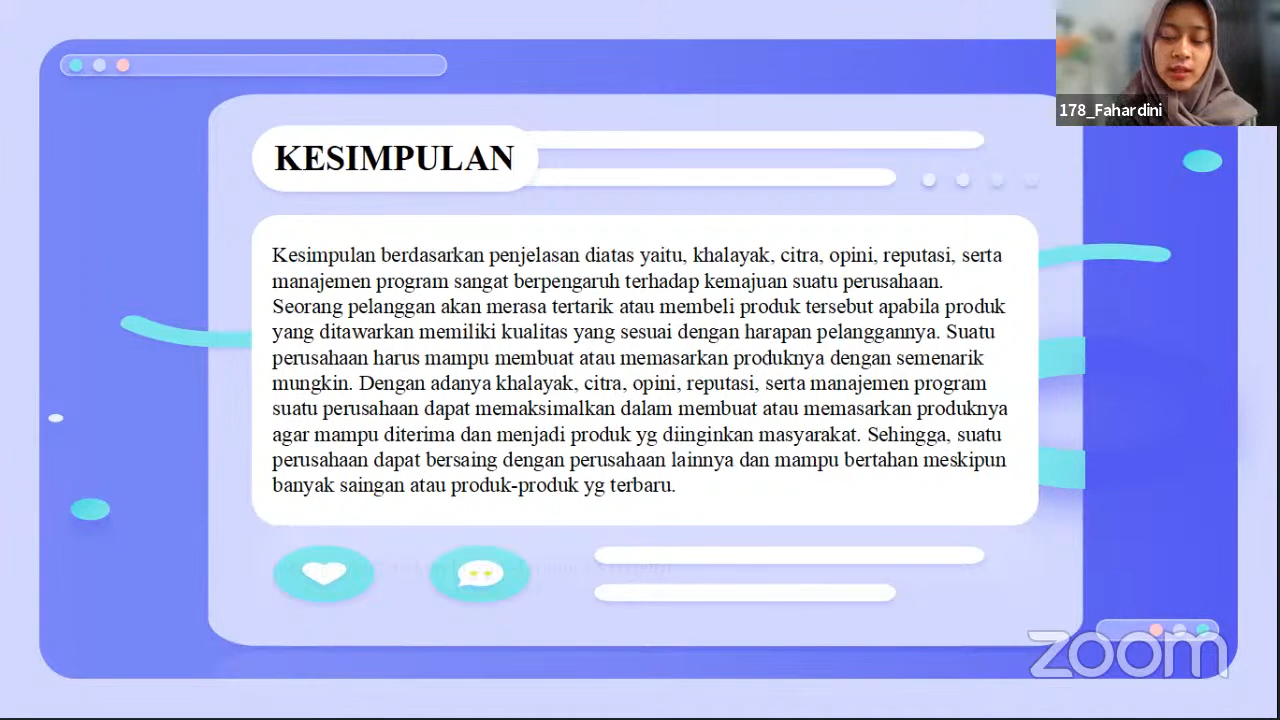 178_Fahardini
KESIMPULAN
Kesimpulan berdasarkan penjelasan diatas yaitu, khalayak, citra, opini, reputasi, serta
manajemen program sangat berpengaruh terhadap kemajuan suatu perusahaan.
Seorang pelanggan akan merasa tertarik atau membeli produk tersebut apabila produk
yang ditawarkan memiliki kualitas yang sesuai dengan harapan pelanggannya. Suatu
perusahaan harus mampu membuat atau memasarkan produknya dengan semenarik
mungkin. Dengan adanya khalayak, citra, opini, reputasi, serta manajemen program
suatu perusahaan dapat memaksimalkan dalam membuat atau memasarkan produknya
agar mampu diterima dan menjadi produk yg diinginkan masyarakat. Sehingga, suatu
perusahaan dapat bersaing dengan perusahaan lainnya dan mampu bertahan meskipun
banyak saingan atau produk-produk yg terbaru.
zoom